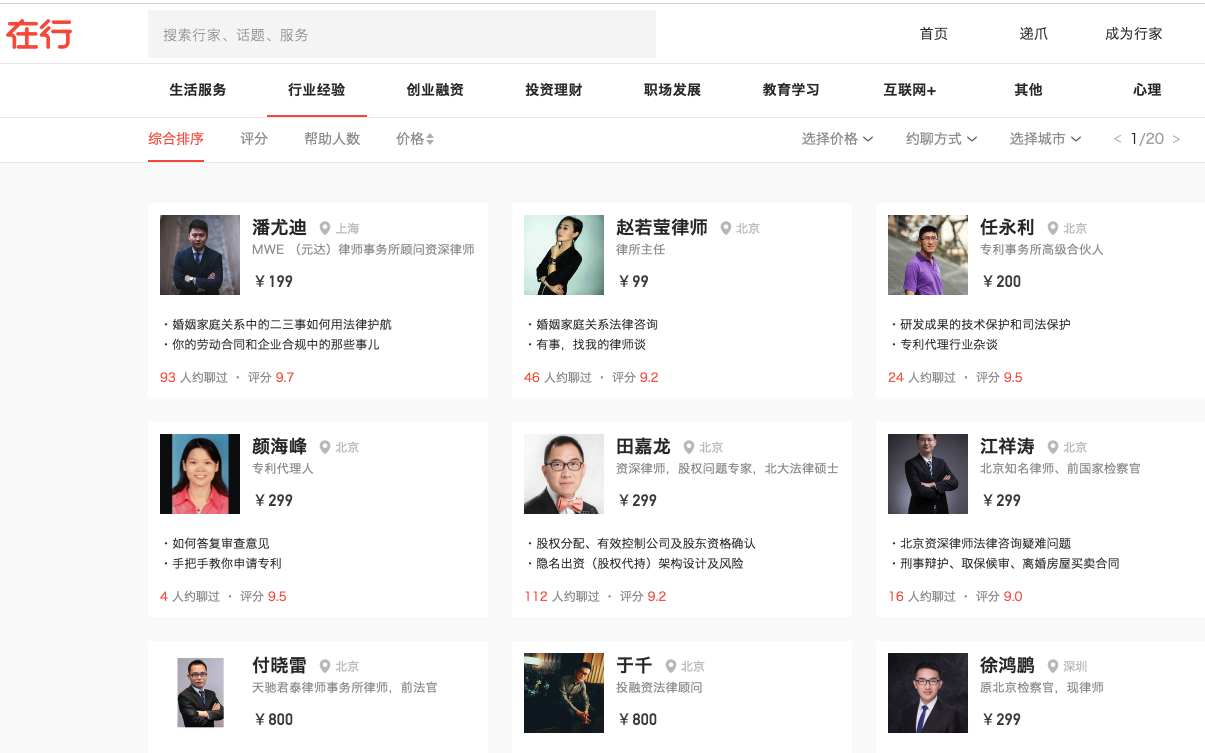 在行
搜索行家、话题、服务
首页
递爪
成为行家
生活服务
行业经验
创业融资
投资理财
职场发展
教育学习
互联网+
其他
心理
综合排序
评分
帮助人数
价格
选择价格
约聊方式
选择城市
< 1/20 >
潘尤迪 上海
MWE （元达）律师事务所顾问资深律师
￥199
· 婚姻家庭关系中的二三事如何用法律护航
· 你的劳动合同和企业合规中的那些事儿
93 人约聊过 · 评分 9.7
赵若莹律师 北京
律所主任
￥99
· 婚姻家庭关系法律咨询
· 有事，找我的律师谈
46 人约聊过 · 评分 9.2
任永利 北京
专利事务所高级合伙人
￥200
· 研发成果的技术保护和司法保护
· 专利代理行业杂谈
24 人约聊过 · 评分 9.5
颜海峰 北京
专利代理人
￥299
· 如何答复审查意见
· 手把手教你申请专利
4 人约聊过 · 评分 9.5
田嘉龙 北京
资深律师，股权问题专家，北大法律硕士
￥299
· 股权分配、有效控制公司及股东资格确认
· 隐名出资（股权代持）架构设计及风险
112 人约聊过 · 评分 9.2
江祥涛 北京
北京知名律师、前国家检察官
￥299
· 北京资深律师法律咨询疑难问题
· 刑事辩护、取保候审、离婚房屋买卖合同
16 人约聊过 · 评分 9.0
付晓雷 北京
天驰君泰律师事务所律师，前法官
￥800
于千 北京
投融资法律顾问
￥800
徐鸿鹏 深圳
原北京检察官，现律师
￥299